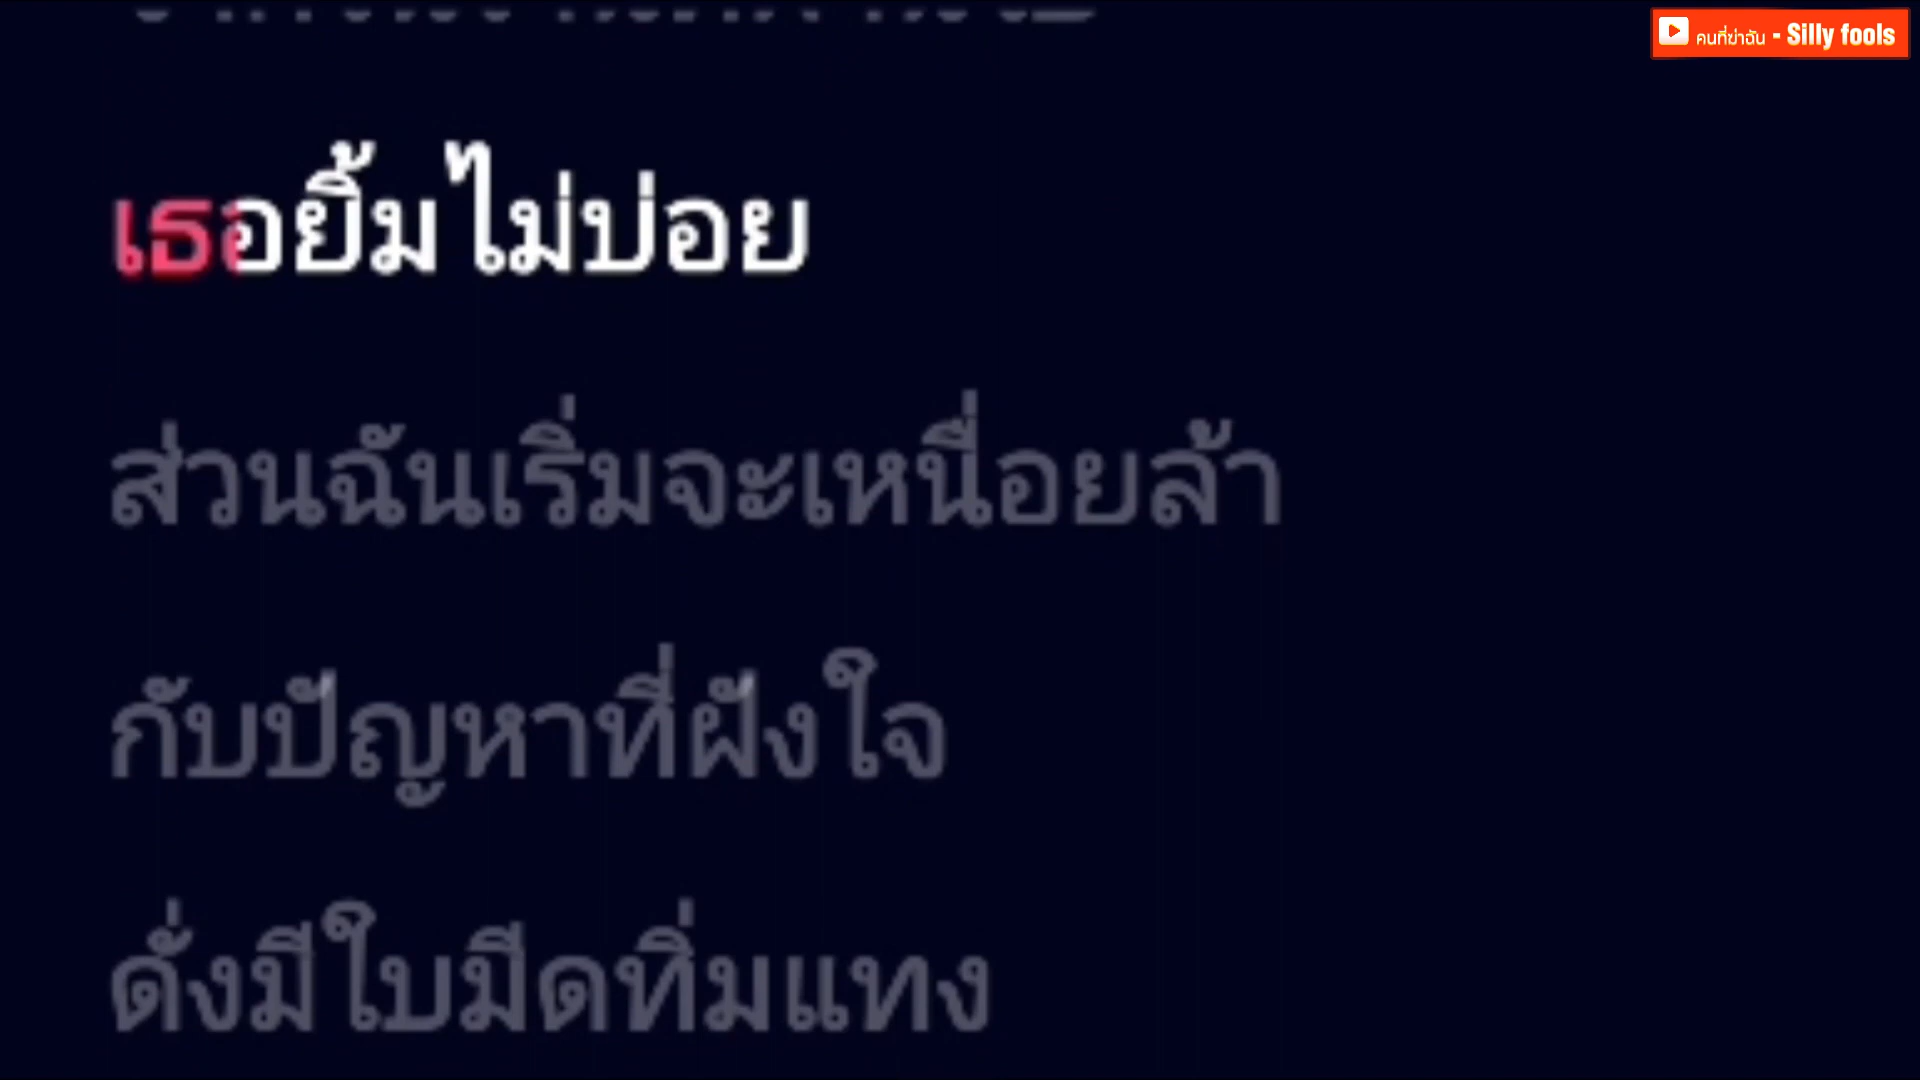 คนที่ฆ่าฉัน - Silly fools
เธอยิ้มไม่บ่อย
ส่วนฉันเริ่มจะเหนื่อยล้า
กับปัญหาที่ฝังใจ
ดั่งมีใบมีดทิ่มแทง